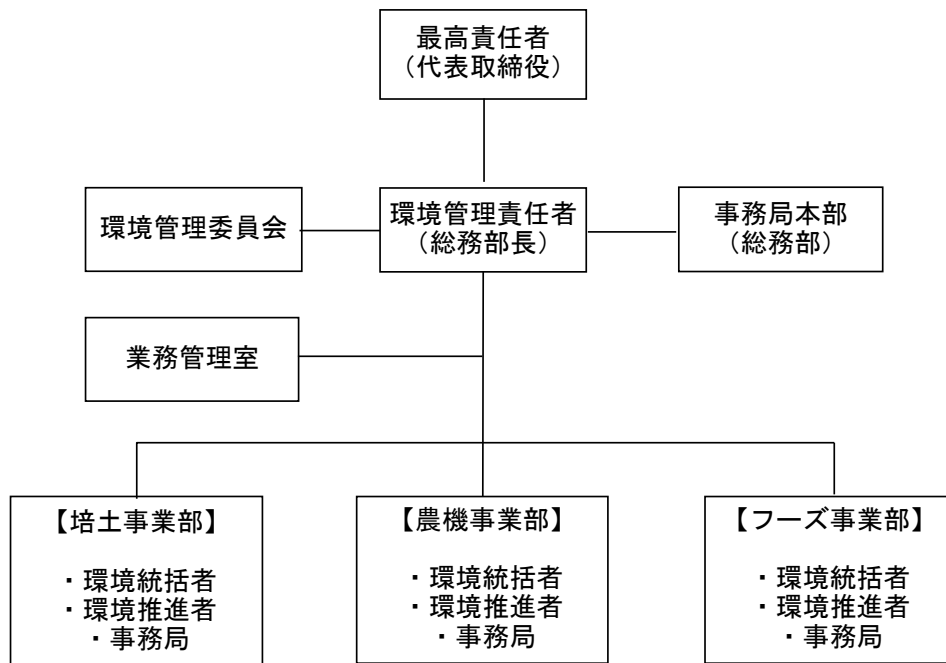 最高責任者
（代表取締役）
環境管理委員会
環境管理責任者
（総務部長）
事務局本部
（総務部）
業務管理室
【培土事業部】
・環境統括者
・環境推進者
・事務局
【農機事業部】
・環境統括者
・環境推進者
・事務局
【フーズ事業部】
・環境統括者
・環境推進者
・事務局